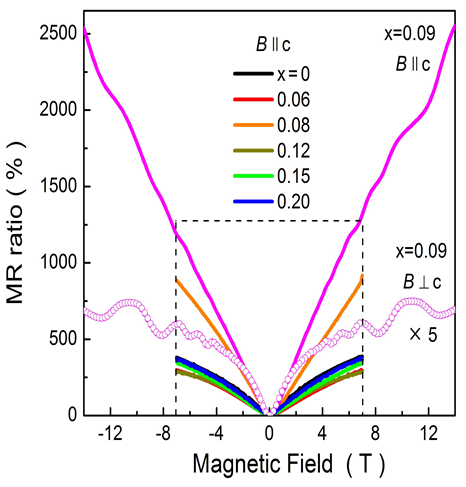 B || c
x = 0
0.06
0.08
0.12
0.15
0.20
x=0.09
B || c
x=0.09
B ⊥ c
× 5
MR ratio ( % )
2500
2000
1500
1000
500
0
-12 -8 -4 0 4 8 12
Magnetic Field ( T )